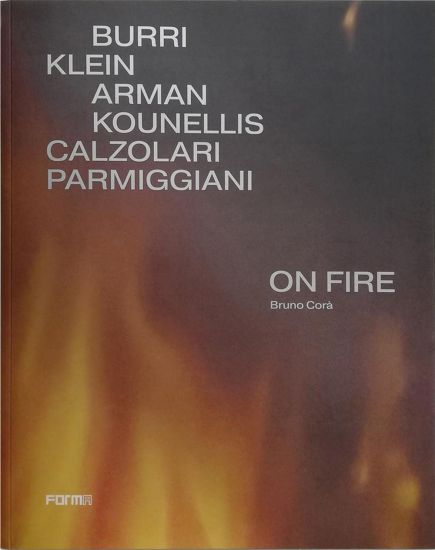 BURRI
KLEIN
ARMAN
KOUNELLIS
CALZOLARI
PARMIGGIANI
ON FIRE
Bruno Corà
FORMA